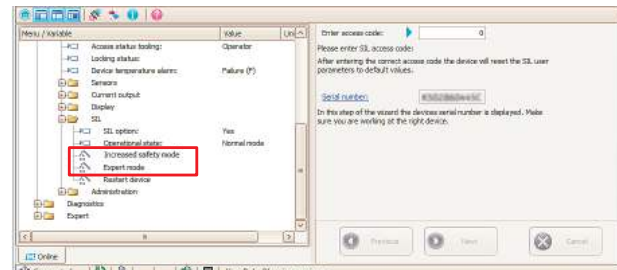 Menu / Variable Value Uni
Access status tooling: Operator
Locking status:
Device temperature alarm: Failure (F)
Sensors
Current output
Display
SIL
SIL option: Yes
Operational state: Normal mode
Increased safety mode
Expert mode
Restart device
Administration
Diagnostics
Expert
Online
Enter access code: 0
Please enter SIL access code:
After entering the correct access code the device will reset the SIL user
parameters to default values.
Serial number:
In this step of the wizard the devices serial number is displayed. Make
sure you are working at the right device.
Previous Next Cancel